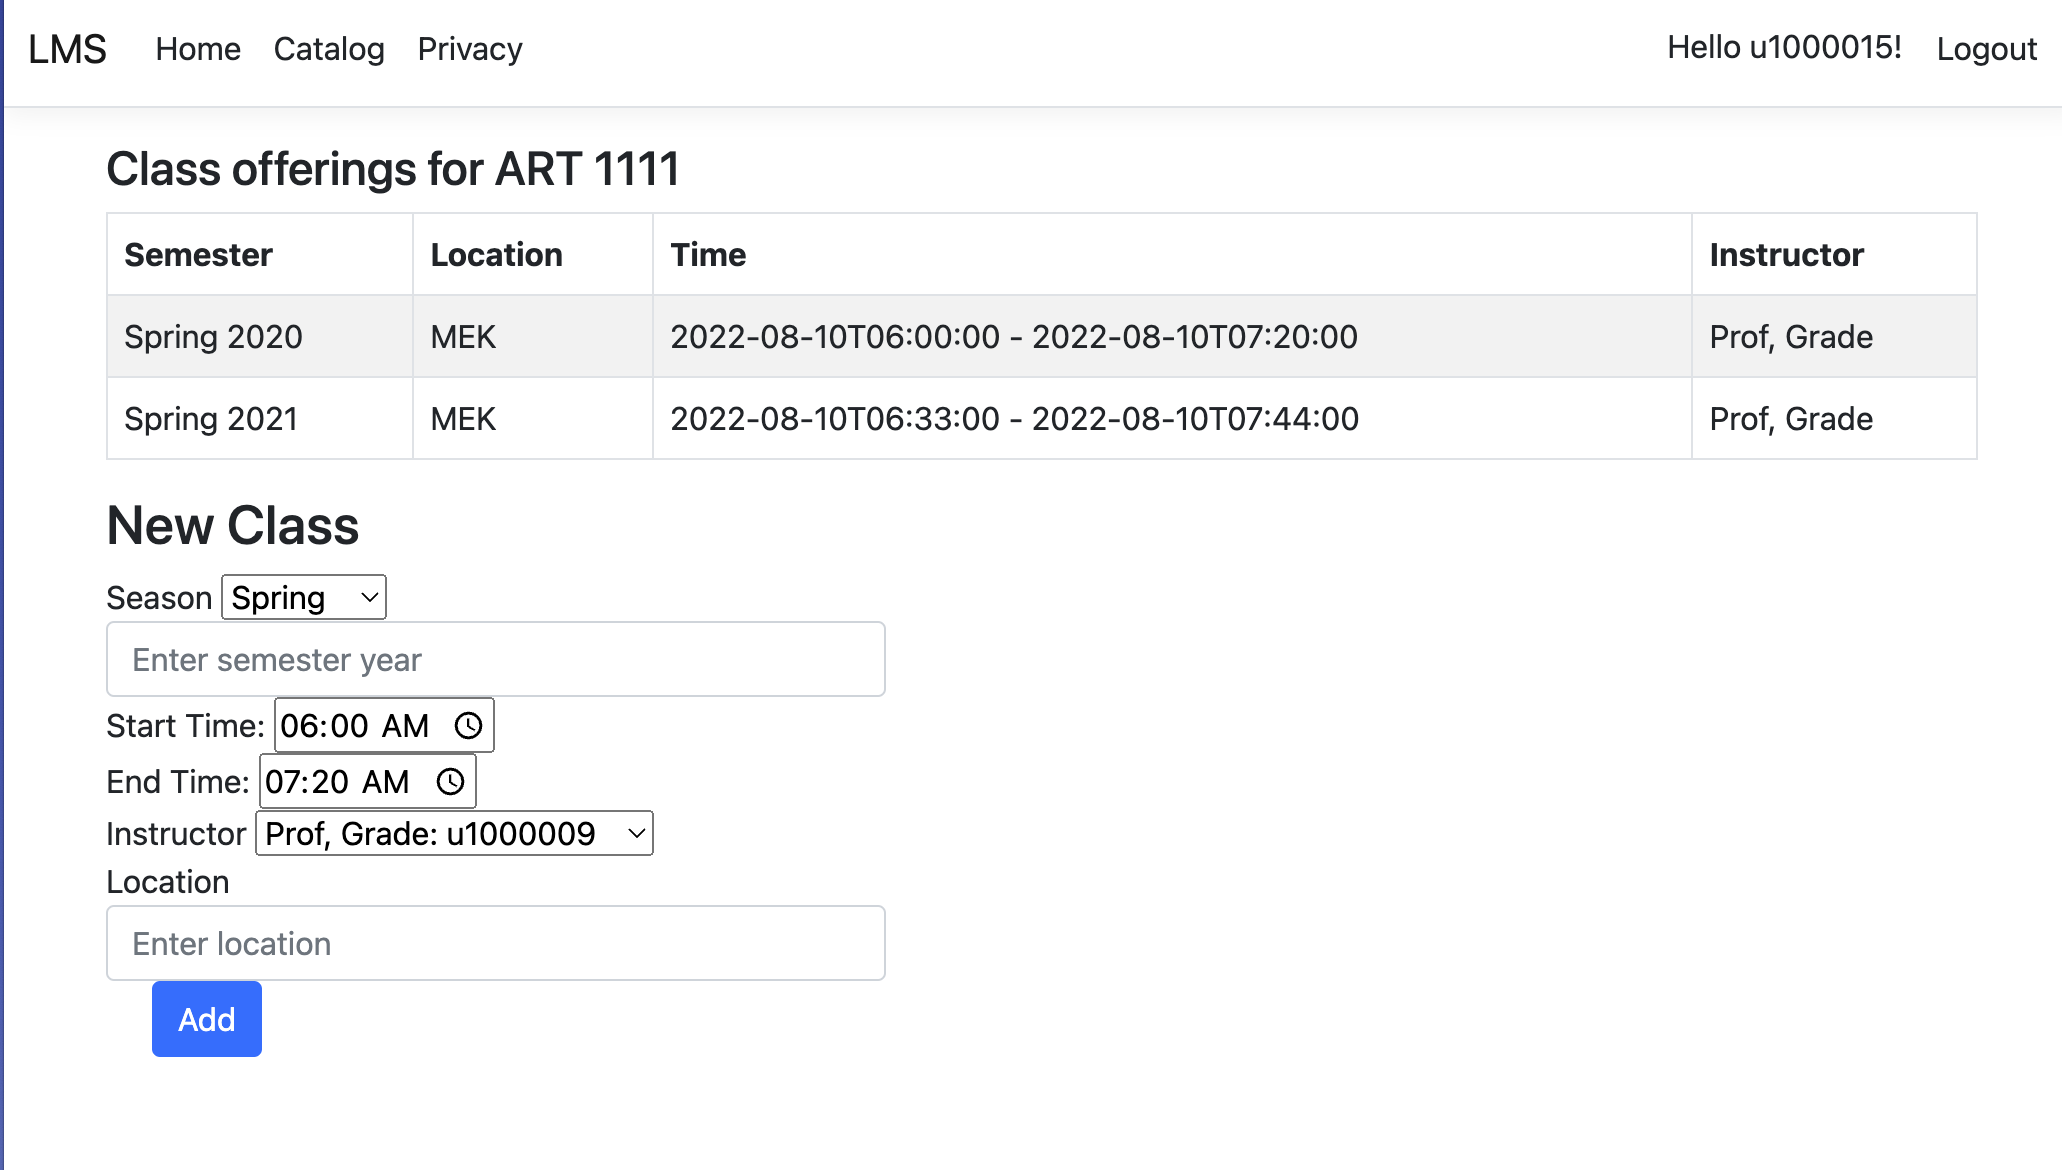 LMS Home Catalog Privacy Hello u1000015! Logout
Class offerings for ART 1111
Semester Location Time Instructor
Spring 2020 MEK 2022-08-10T06:00:00 - 2022-08-10T07:20:00 Prof, Grade
Spring 2021 MEK 2022-08-10T06:33:00 - 2022-08-10T07:44:00 Prof, Grade
New Class
Season Spring
Enter semester year
Start Time: 06:00 AM
End Time: 07:20 AM
Instructor Prof, Grade: u1000009
Location
Enter location
Add